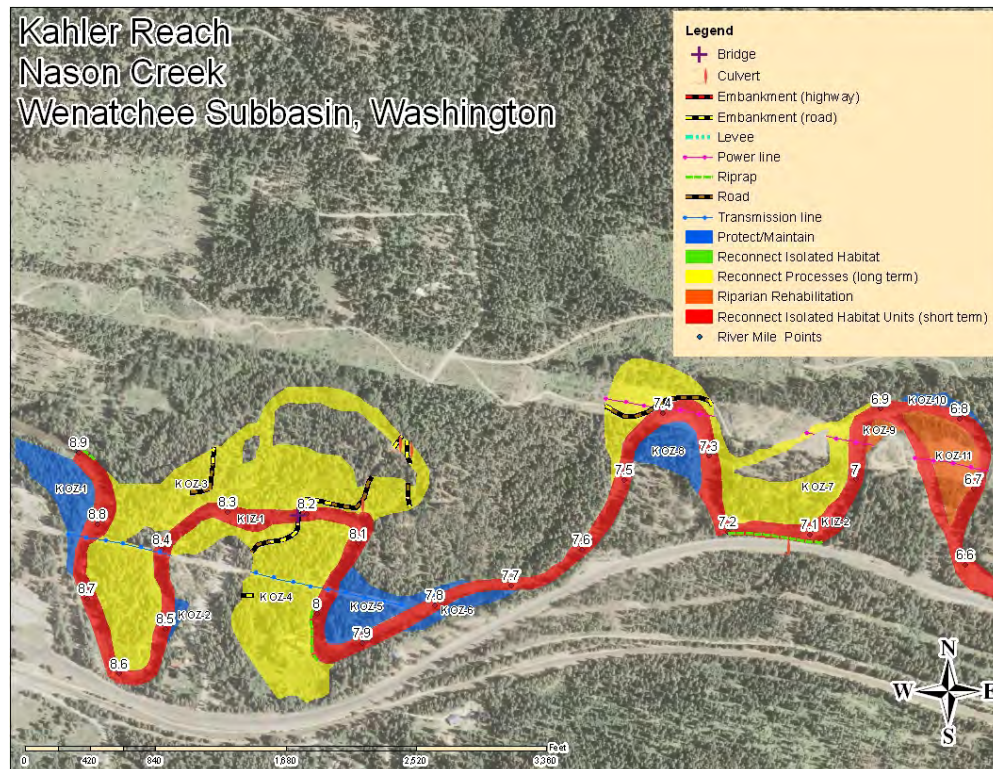 Kahler Reach
Nason Creek
Wenatchee Subbasin, Washington
Legend
Bridge
Culvert
Embankment (highway)
Embankment (road)
Levee
Power line
Riprap
Road
Transmission line
Protect/Maintain
Reconnect Isolated Habitat
Reconnect Processes (long term)
Riparian Rehabilitation
Reconnect Isolated Habitat Units (short term)
River Mile Points
8.9
KOZ-1
8.8
KOZ-3
8.3
KIZ-1
8.2
8.1
8.4
8.7
8.5
KOZ-2
8.6
KOZ-4
8
KOZ-5
7.9
7.8
KOZ-6
7.7
7.6
7.5
7.4
KOZ-8
7.3
7.2
KOZ-7
7.1
KIZ-2
7
KOZ-9
6.9
KOZ-10
6.8
KOZ-11
6.7
6.6
N
W E
S
Feet
0 420 840 1,680 2,520 3,360